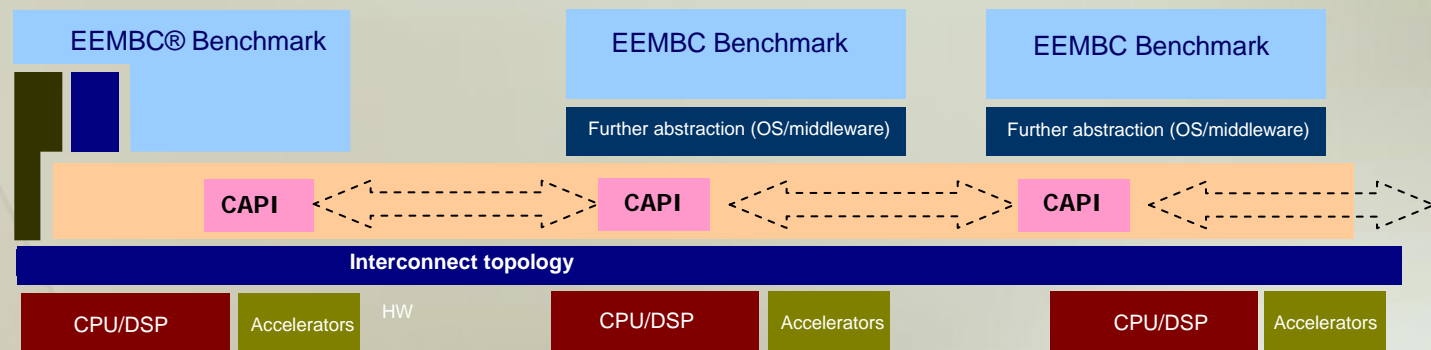 EEMBC® Benchmark
EEMBC Benchmark
EEMBC Benchmark
Further abstraction (OS/middleware)
Further abstraction (OS/middleware)
CAPI
CAPI
CAPI
Interconnect topology
CPU/DSP
Accelerators
HW
CPU/DSP
Accelerators
CPU/DSP
Accelerators